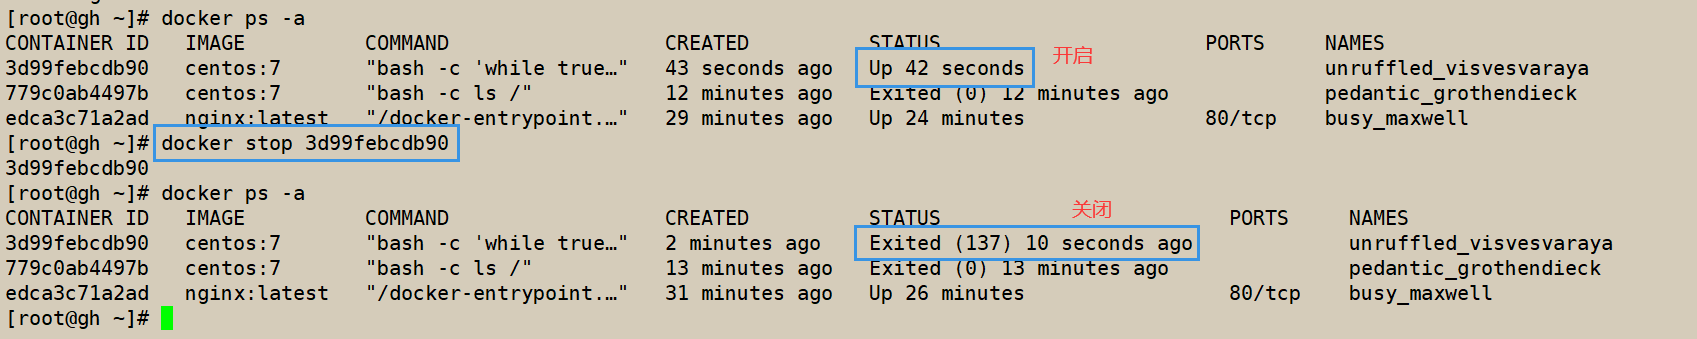 [root@gh ~]# docker ps -a
CONTAINER ID   IMAGE          COMMAND                  CREATED          STATUS                      PORTS     NAMES
3d99febcdb90   centos:7       "bash -c 'while true…"   43 seconds ago   Up 42 seconds 开启                         unruffled_visvesvaraya
779c0ab4497b   centos:7       "bash -c ls /"           12 minutes ago   Exited (0) 12 minutes ago             pedantic_grothendieck
edca3c71a2ad   nginx:latest   "/docker-entrypoint.…"   29 minutes ago   Up 24 minutes               80/tcp    busy_maxwell
[root@gh ~]# docker stop 3d99febcdb90
3d99febcdb90
[root@gh ~]# docker ps -a
CONTAINER ID   IMAGE          COMMAND                  CREATED          STATUS           关闭             PORTS     NAMES
3d99febcdb90   centos:7       "bash -c 'while true…"   2 minutes ago    Exited (137) 10 seconds ago             unruffled_visvesvaraya
779c0ab4497b   centos:7       "bash -c ls /"           13 minutes ago   Exited (0) 13 minutes ago               pedantic_grothendieck
edca3c71a2ad   nginx:latest   "/docker-entrypoint.…"   31 minutes ago   Up 26 minutes                 80/tcp    busy_maxwell
[root@gh ~]#